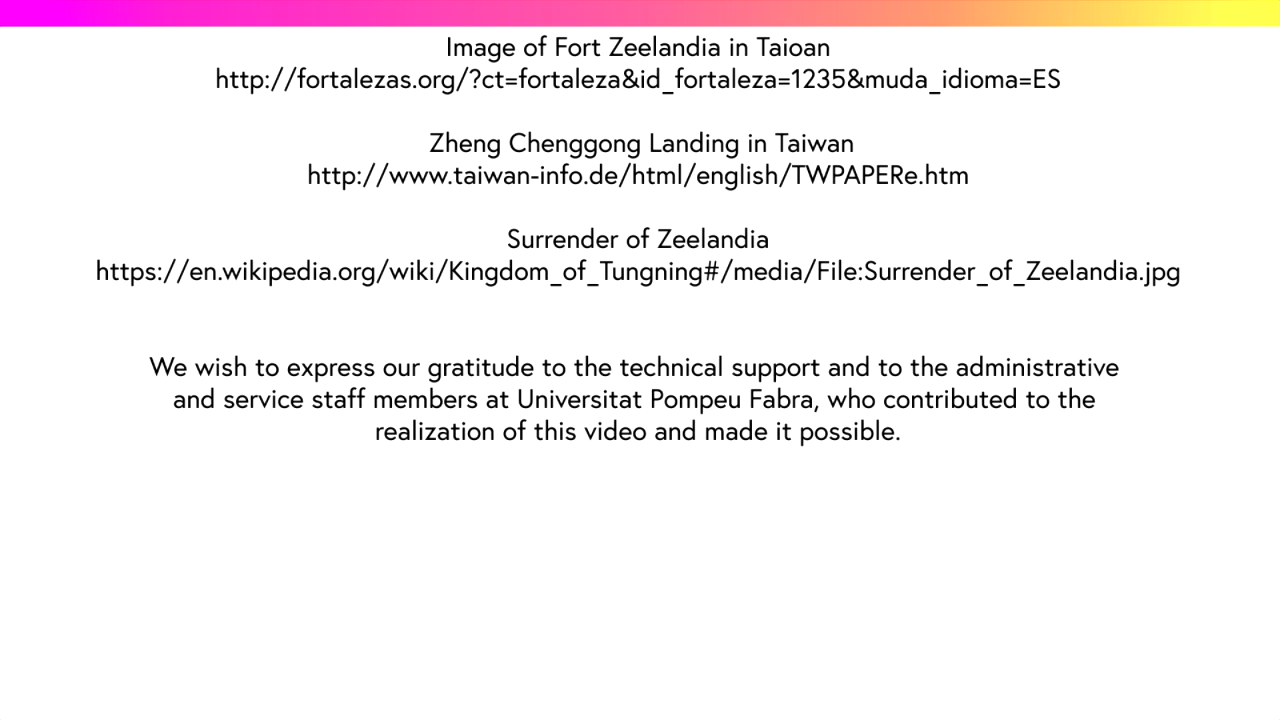 Image of Fort Zeelandia in Taioan
http://fortalezas.org/?ct=fortaleza&id_fortaleza=1235&muda_idioma=ES
Zheng Chenggong Landing in Taiwan
http://www.taiwan-info.de/html/english/TWPAPERe.htm
Surrender of Zeelandia
https://en.wikipedia.org/wiki/Kingdom_of_Tungning#/media/File:Surrender_of_Zeelandia.jpg
We wish to express our gratitude to the technical support and to the administrative
and service staff members at Universitat Pompeu Fabra, who contributed to the
realization of this video and made it possible.